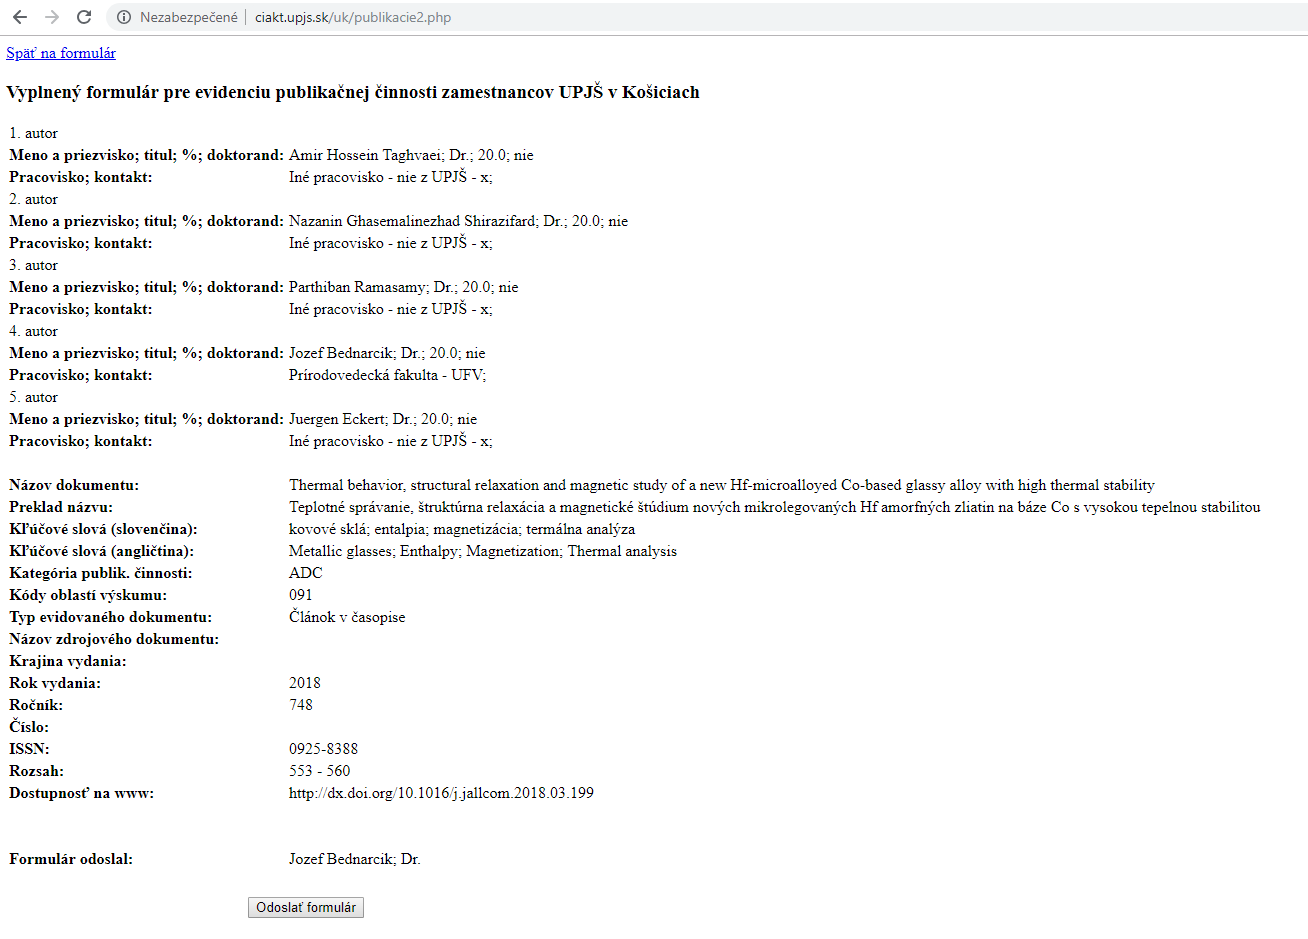 Nezabezpečené | ciakt.upjs.sk/uk/publikacie2.php
Späť na formulár
Vyplnený formulár pre evidenciu publikačnej činnosti zamestnancov UPJŠ v Košiciach
1. autor
Meno a priezvisko; titul; %; doktorand: Amir Hossein Taghvaei; Dr.; 20.0; nie
Pracovisko; kontakt: Iné pracovisko - nie z UPJŠ - x;
2. autor
Meno a priezvisko; titul; %; doktorand: Nazanin Ghasemalinezhad Shirazifard; Dr.; 20.0; nie
Pracovisko; kontakt: Iné pracovisko - nie z UPJŠ - x;
3. autor
Meno a priezvisko; titul; %; doktorand: Parthiban Ramasamy; Dr.; 20.0; nie
Pracovisko; kontakt: Iné pracovisko - nie z UPJŠ - x;
4. autor
Meno a priezvisko; titul; %; doktorand: Jozef Bednarcik; Dr.; 20.0; nie
Pracovisko; kontakt: Prírodovedecká fakulta - UFV;
5. autor
Meno a priezvisko; titul; %; doktorand: Juergen Eckert; Dr.; 20.0; nie
Pracovisko; kontakt: Iné pracovisko - nie z UPJŠ - x;
Názov dokumentu: Thermal behavior, structural relaxation and magnetic study of a new Hf-microalloyed Co-based glassy alloy with high thermal stability
Preklad názvu: Teplotné správanie, štruktúrna relaxácia a magnetické štúdium nových mikrolegovaných Hf amorfných zliatin na báze Co s vysokou tepelnou stabilitou
Kľúčové slová (slovenčina): kovové sklá; entalpia; magnetizácia; termálna analýza
Kľúčové slová (angličtina): Metallic glasses; Enthalpy; Magnetization; Thermal analysis
Kategória publik. činnosti: ADC
Kódy oblastí výskumu: 091
Typ evidovaného dokumentu: Článok v časopise
Názov zdrojového dokumentu:
Krajina vydania:
Rok vydania: 2018
Ročník: 748
Číslo:
ISSN: 0925-8388
Rozsah: 553 - 560
Dostupnosť na www: http://dx.doi.org/10.1016/j.jallcom.2018.03.199
Formulár odoslal: Jozef Bednarcik; Dr.
Odoslať formulár